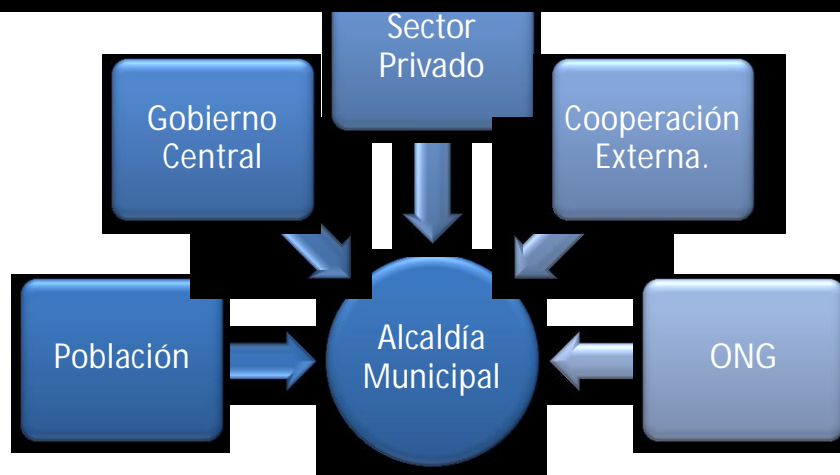 Sector
Privado
Gobierno
Central
Cooperación
Externa.
Población
Alcaldía
Municipal
ONG